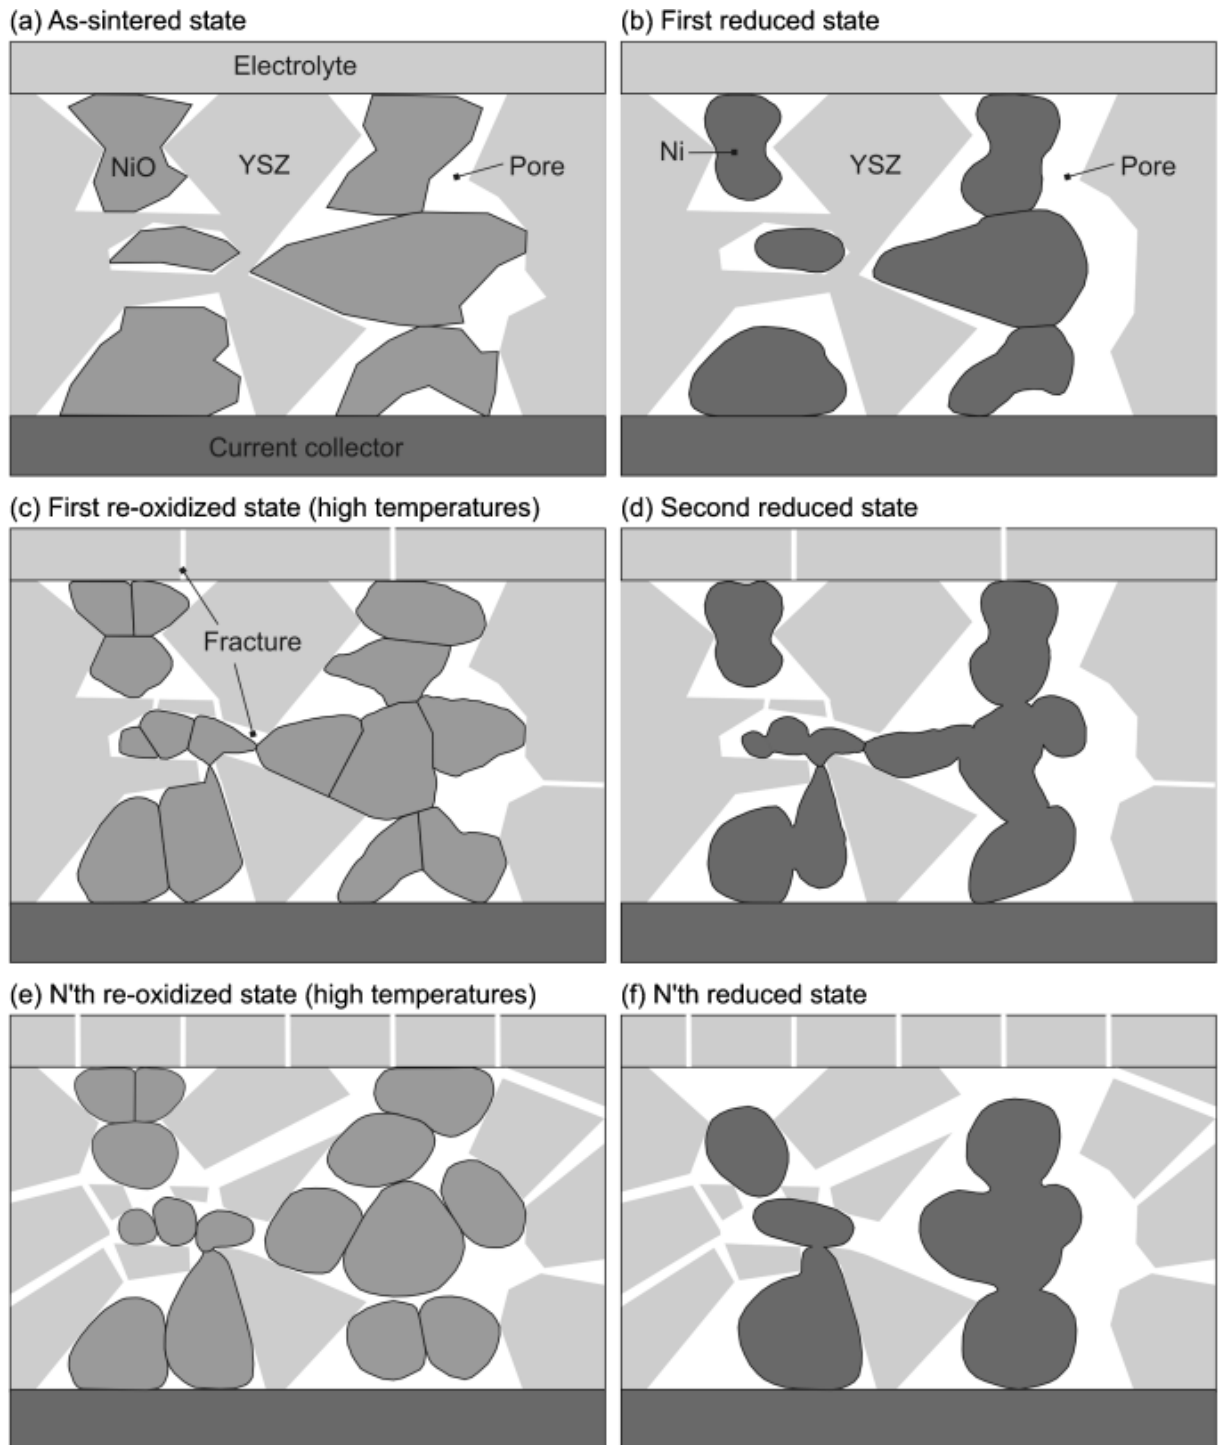 (a) As-sintered state
(b) First reduced state
Electrolyte
NiO
YSZ
Pore
Ni
YSZ
Pore
Current collector
(c) First re-oxidized state (high temperatures)
(d) Second reduced state
Fracture
(e) N'th re-oxidized state (high temperatures)
(f) N'th reduced state